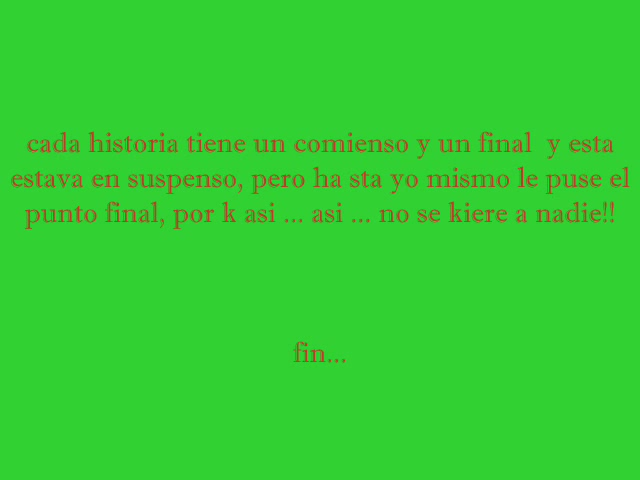 cada historia tiene un comienso y un final  y esta
estava en suspenso, pero ha sta yo mismo le puse el
punto final, por k asi ... asi ... no se kiere a nadie!!
fin...